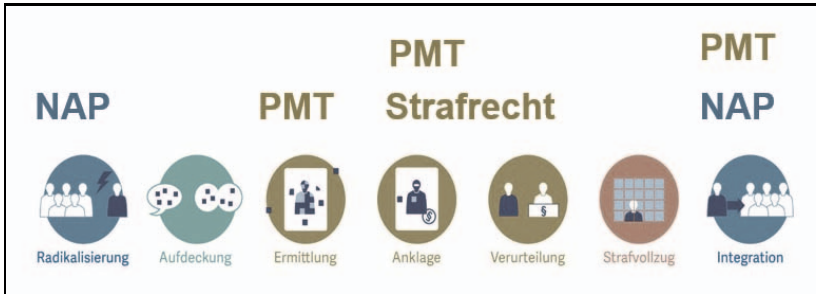 PMT
PMT
NAP
PMT
Strafrecht
NAP
§
§
Radikalisierung
Aufdeckung
Ermittlung
Anklage
Verurteilung
Strafvollzug
Integration